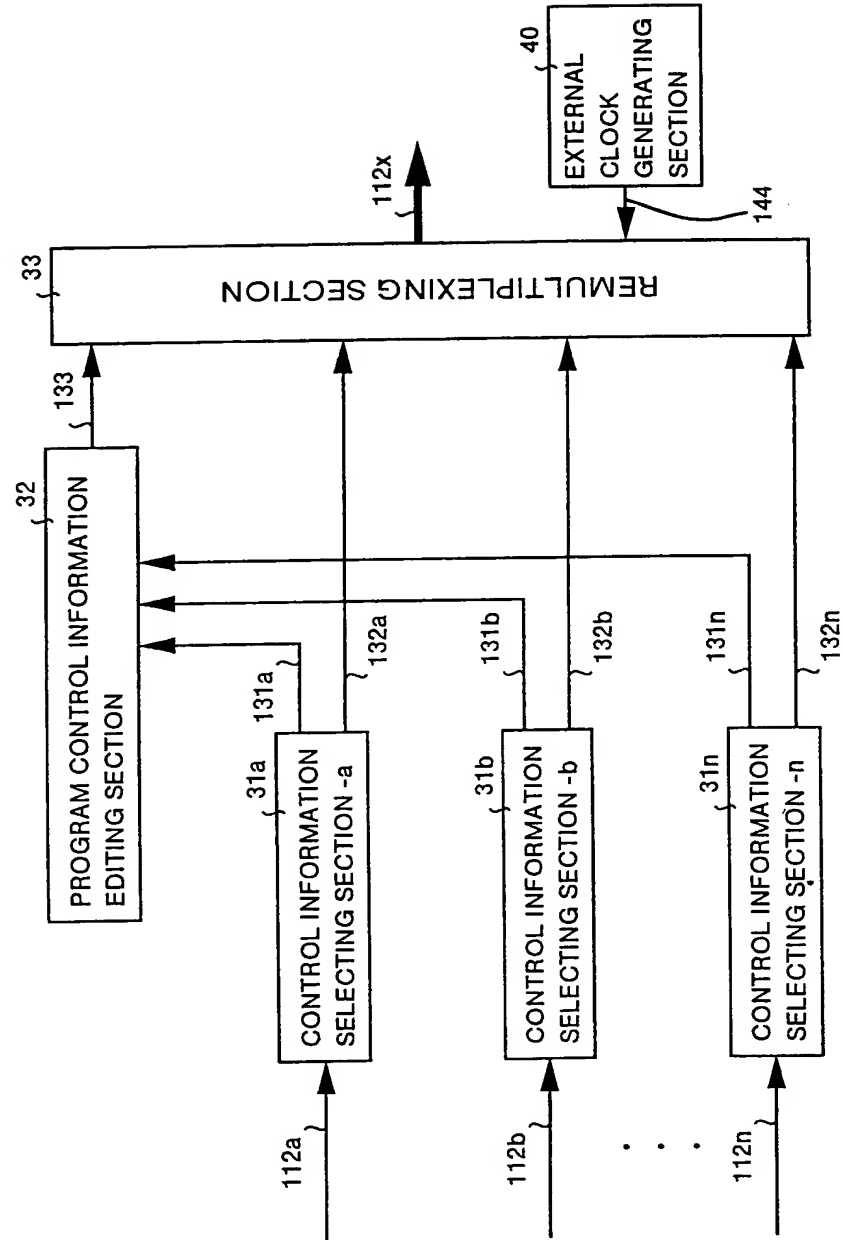 32
PROGRAM CONTROL INFORMATION
EDITING SECTION
133
33
REMULTIPLEXING SECTION
112x
40
EXTERNAL
CLOCK
GENERATING
SECTION
144
112a
31a
CONTROL INFORMATION
SELECTING SECTION -a
131a
132a
112b
31b
CONTROL INFORMATION
SELECTING SECTION -b
131b
132b
. . .
112n
31n
CONTROL INFORMATION
SELECTING SECTION -n
131n
132n